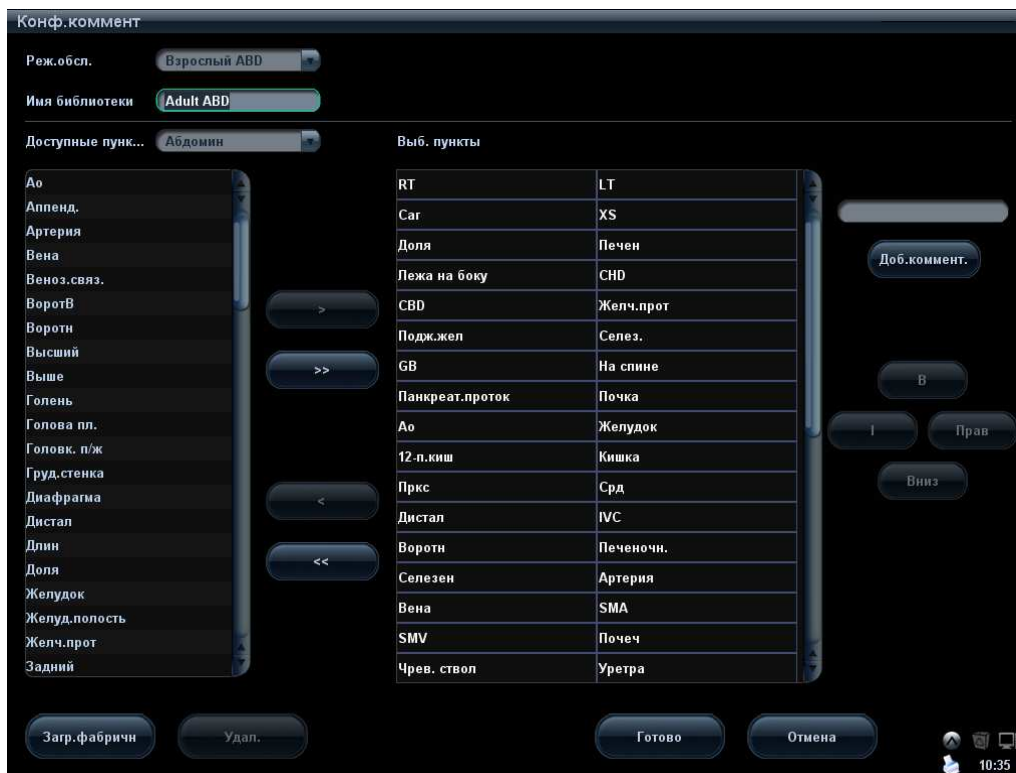 Конф.коммент
Реж.обсл. Взрослый ABD
Имя библиотеки Adult ABD
Доступные пунк... Абдомин Выб. пункты
Ао
Аппенд.
Артерия
Вена
Веноз.связ.
ВоротВ
Воротн
Высший
Выше
Голень
Голова пл.
Головк. п/ж
Груд.стенка
Диафрагма
Дистал
Длин
Доля
Желудок
Желуд.полость
Желч.прот
Задний
>
>>
<
<<
RT LT
Car XS
Доля Печен
Лежа на боку CHD
CBD Желч.прот
Подж.жел Селез.
GB На спине
Панкреат.проток Почка
Ао Желудок
12-п.киш Кишка
Пркс Срд
Дистал IVC
Воротн Печеночн.
Селезен Артерия
Вена SMA
SMV Почеч
Чрев. ствол Уретра
Доб.коммент.
В
l Прав
Вниз
Загр.фабричн Удал. Готово Отмена
10:35